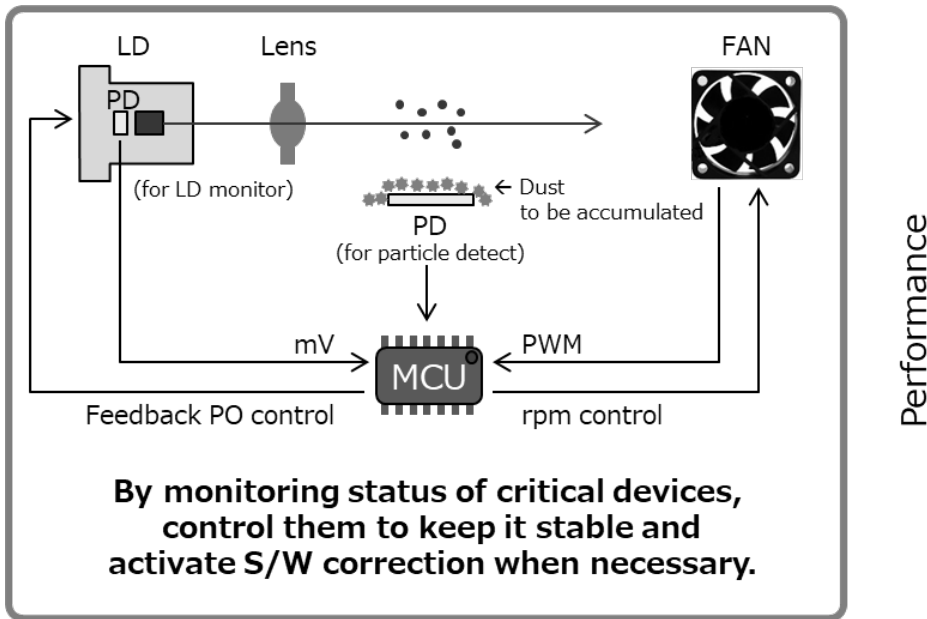 LD
Lens
FAN
PD
(for LD monitor)
← Dust
to be accumulated
PD
(for particle detect)
mV
PWM
MCU
Feedback PO control
rpm control
By monitoring status of critical devices,
control them to keep it stable and
activate S/W correction when necessary.
Performance